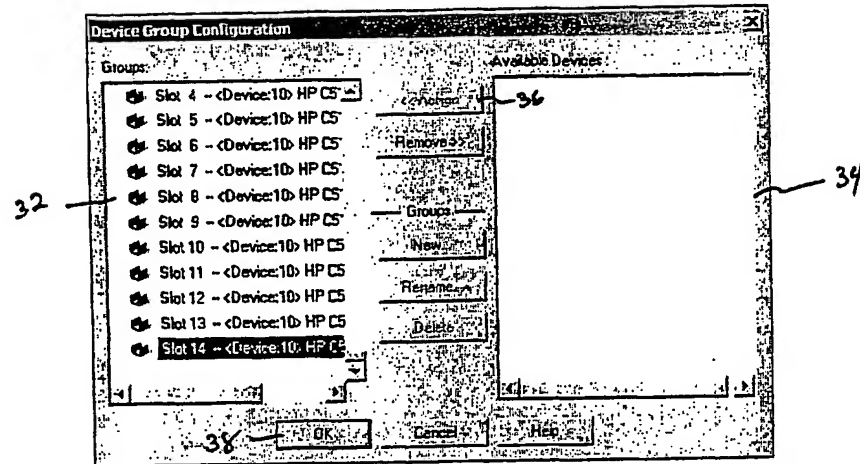 Device Group Configuration
Groups:
Available Devices:
Slot 4 -- <Device:10> HP C5
Slot 5 -- <Device:10> HP C5
Slot 6 -- <Device:10> HP C5
Slot 7 -- <Device:10> HP C5
Slot 8 -- <Device:10> HP C5
Slot 9 -- <Device:10> HP C5
Slot 10 -- <Device:10> HP C5
Slot 11 -- <Device:10> HP C5
Slot 12 -- <Device:10> HP C5
Slot 13 -- <Device:10> HP C5
Slot 14 -- <Device:10> HP C5
36
Remove >>
32
34
Groups
New...
Rename...
Delete
38
OK
Cancel
Help